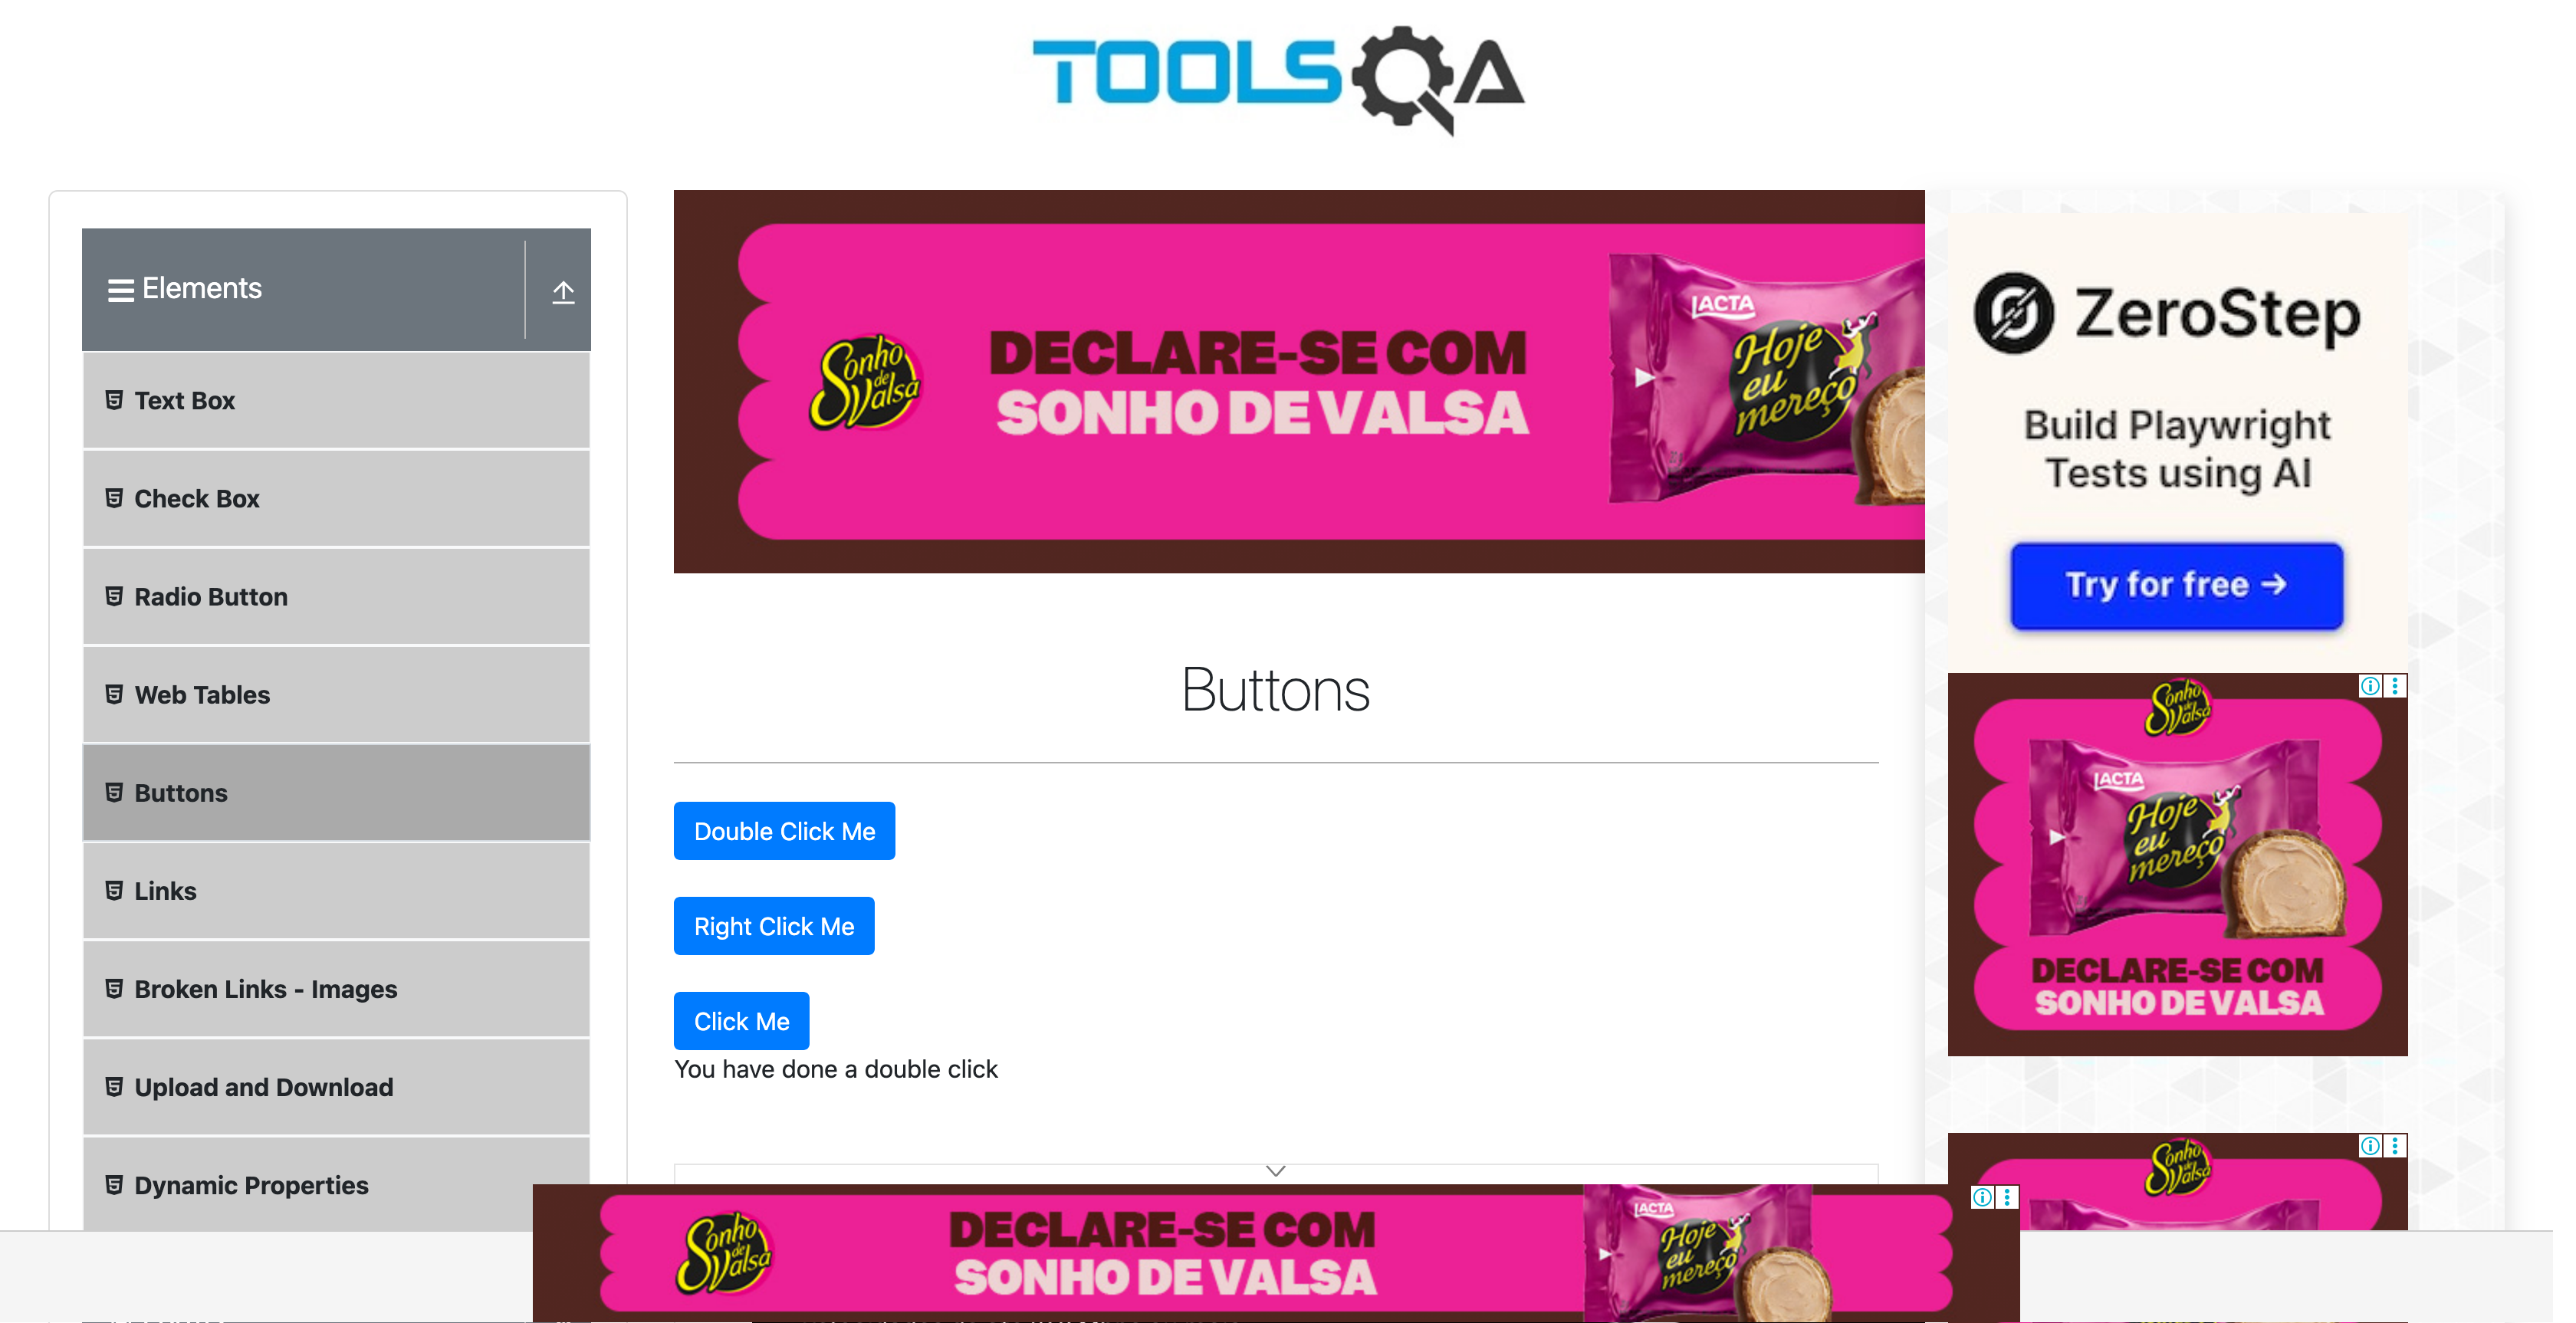 TOOLSQA
Elements
Text Box
Check Box
Radio Button
Web Tables
Buttons
Links
Broken Links - Images
Upload and Download
Dynamic Properties
Sonho
de
Valsa
DECLARE-SE COM
SONHO DE VALSA
LACTA
Hoje
eu
mereço
Buttons
Double Click Me
Right Click Me
Click Me
You have done a double click
ZeroStep
Build Playwright
Tests using AI
Try for free →
Sonho
de
Valsa
LACTA
Hoje
eu
mereço
DECLARE-SE COM
SONHO DE VALSA
Sonho
de
Valsa
Sonho
de
Valsa
DECLARE-SE COM
SONHO DE VALSA
LACTA
Hoje
eu
mereço